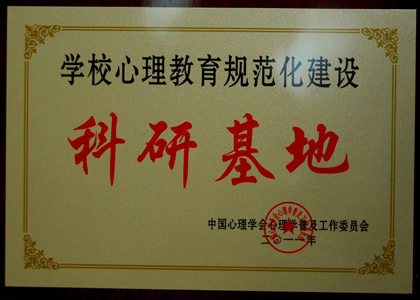 学校心理教育规范化建设
科研基地
中国心理学会心理学普及工作委员会
二〇一一年